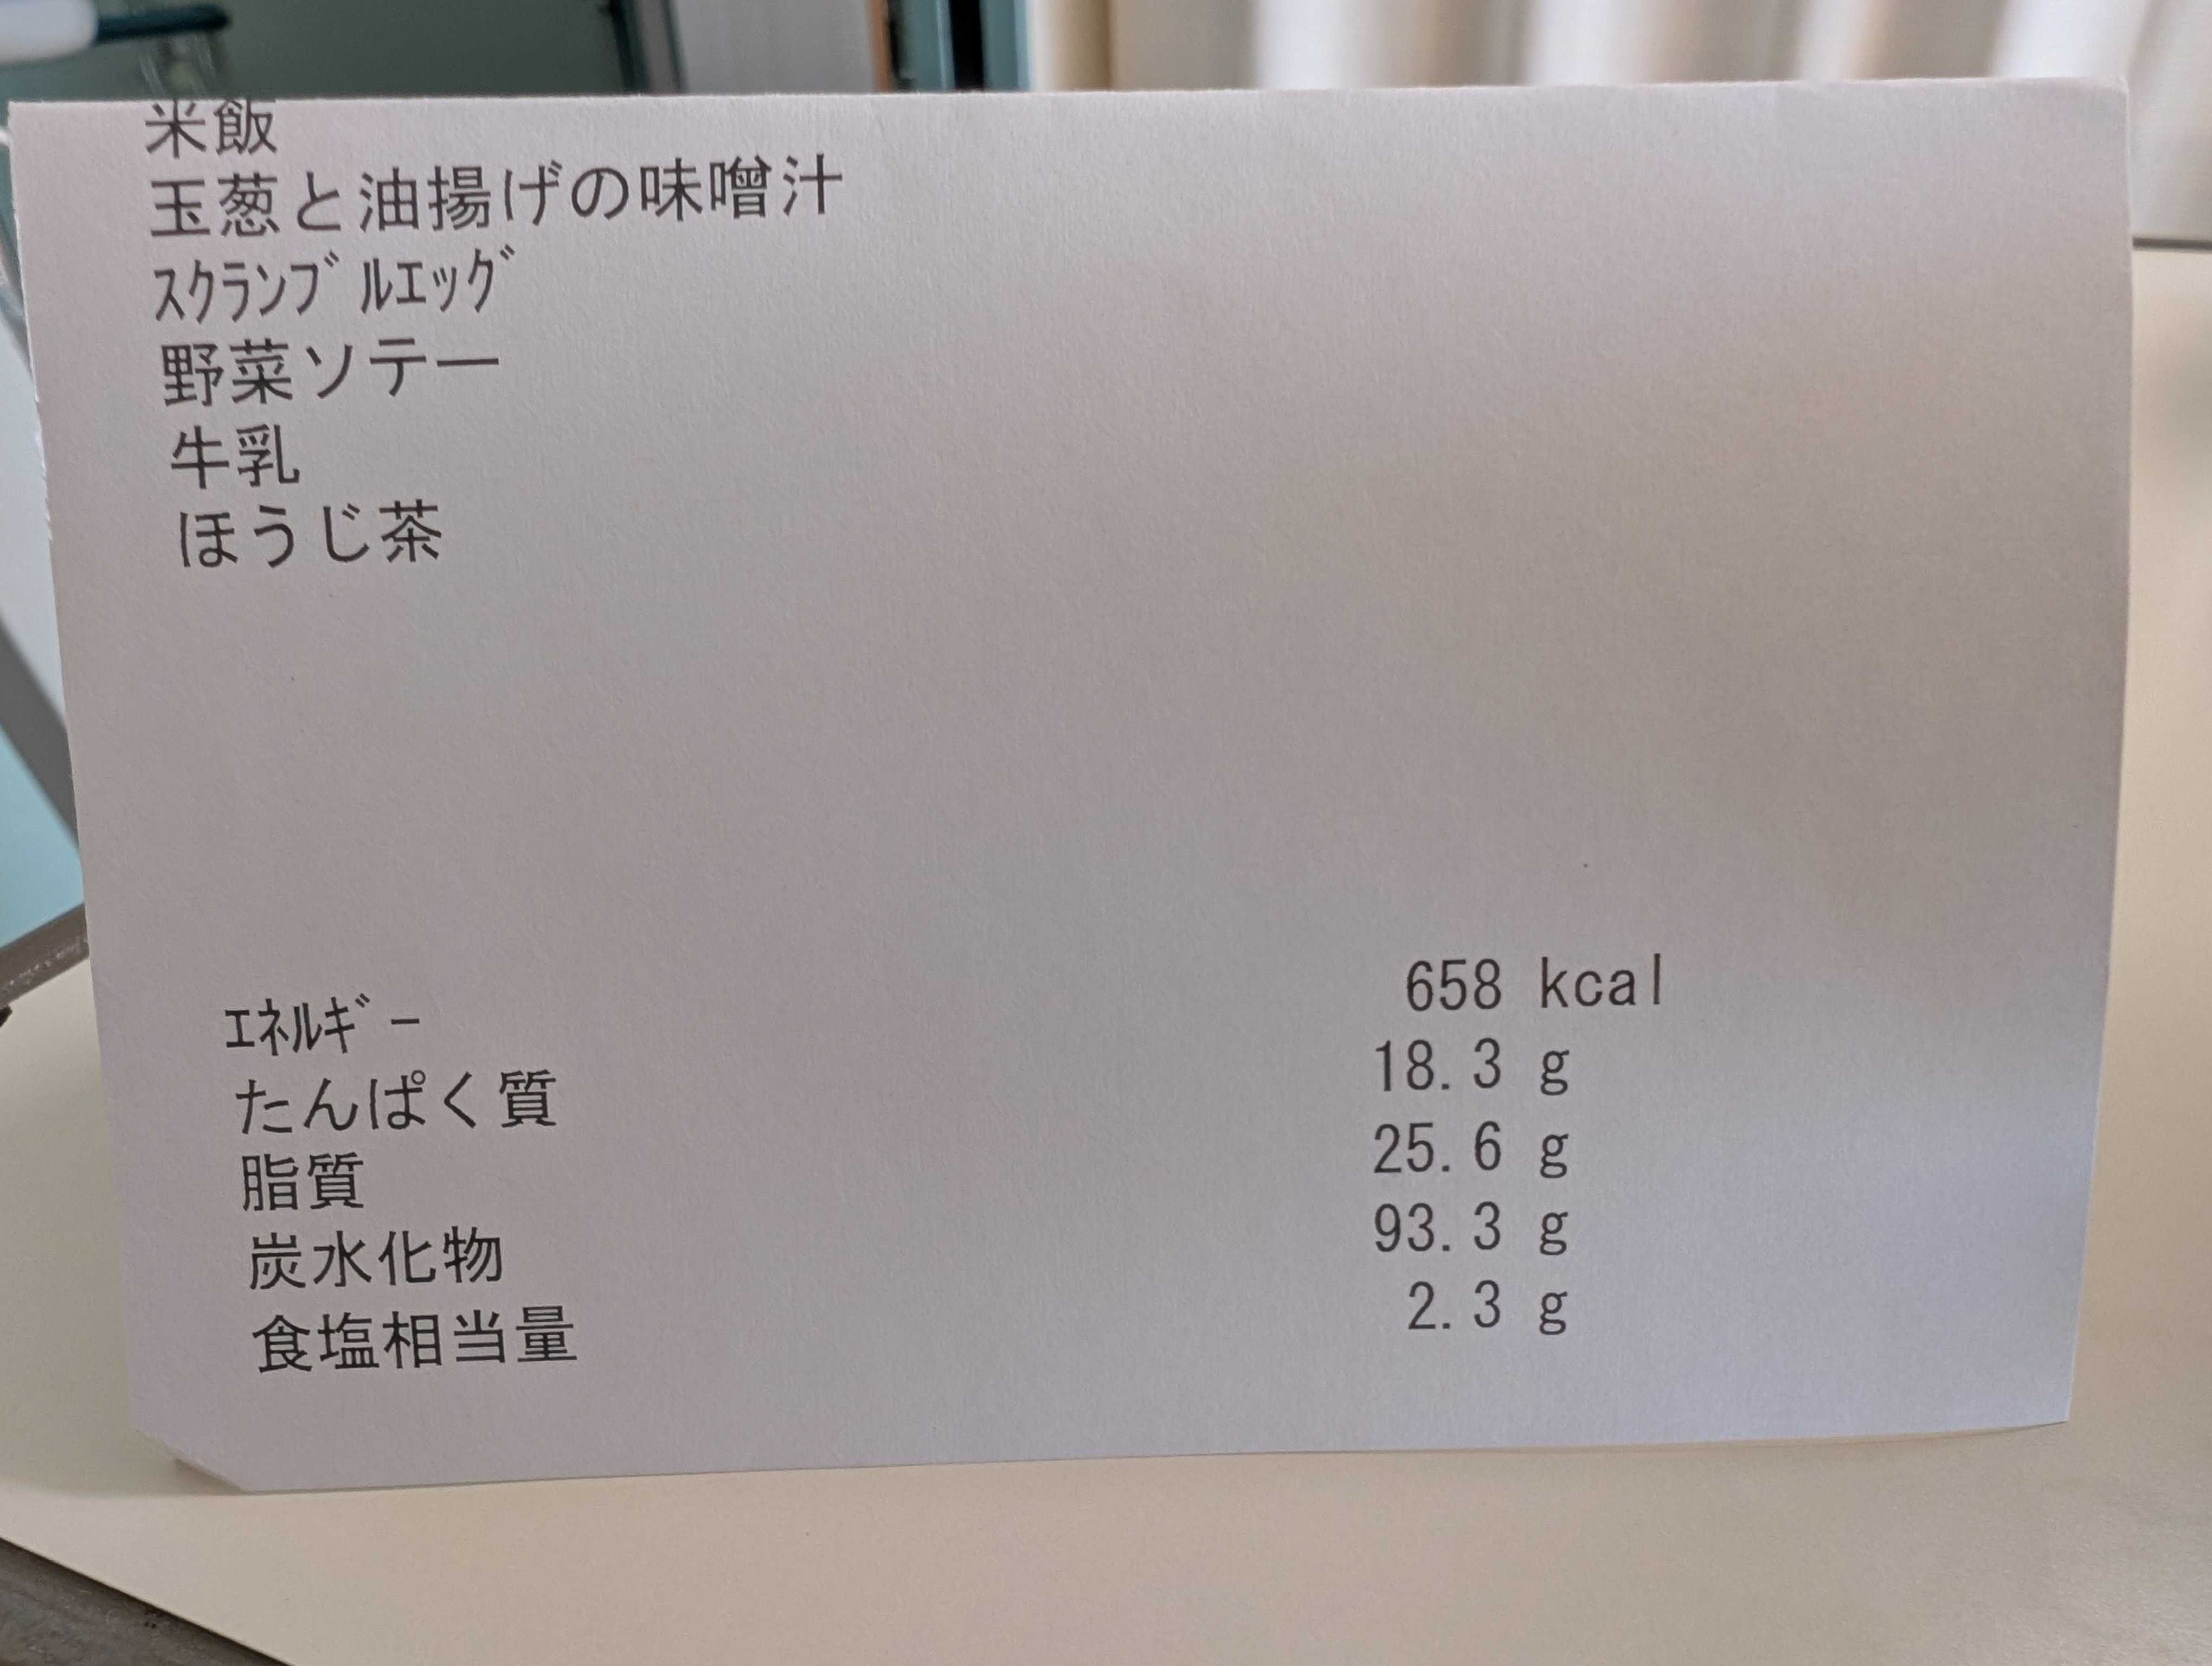 米飯
玉葱と油揚げの味噌汁
ｽｸﾗﾝﾌﾞﾙｴｯｸﾞ
野菜ソテー
牛乳
ほうじ茶
ｴﾈﾙｷﾞｰ 658 kcal
たんぱく質 18.3 g
脂質 25.6 g
炭水化物 93.3 g
食塩相当量 2.3 g